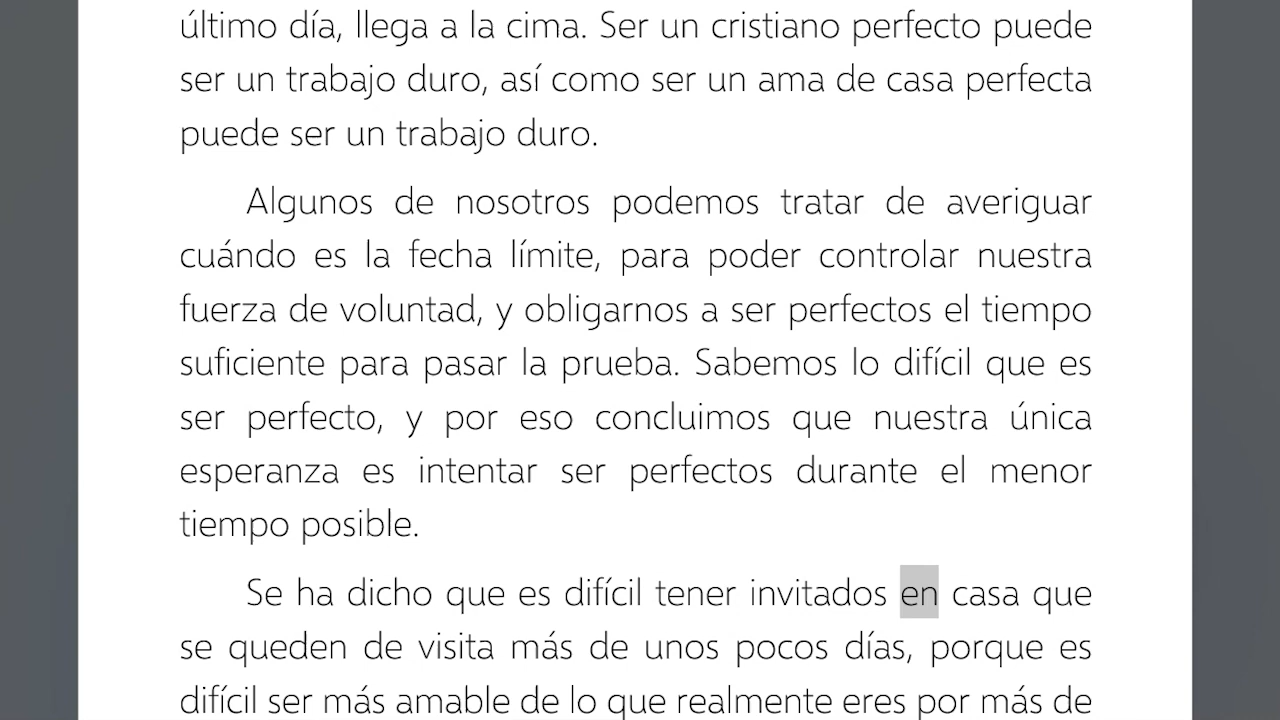 último día, llega a la cima. Ser un cristiano perfecto puede
ser un trabajo duro, así como ser un ama de casa perfecta
puede ser un trabajo duro.
Algunos de nosotros podemos tratar de averiguar
cuándo es la fecha límite, para poder controlar nuestra
fuerza de voluntad, y obligarnos a ser perfectos el tiempo
suficiente para pasar la prueba. Sabemos lo difícil que es
ser perfecto, y por eso concluimos que nuestra única
esperanza es intentar ser perfectos durante el menor
tiempo posible.
Se ha dicho que es difícil tener invitados en casa que
se queden de visita más de unos pocos días, porque es
difícil ser más amable de lo que realmente eres por más de